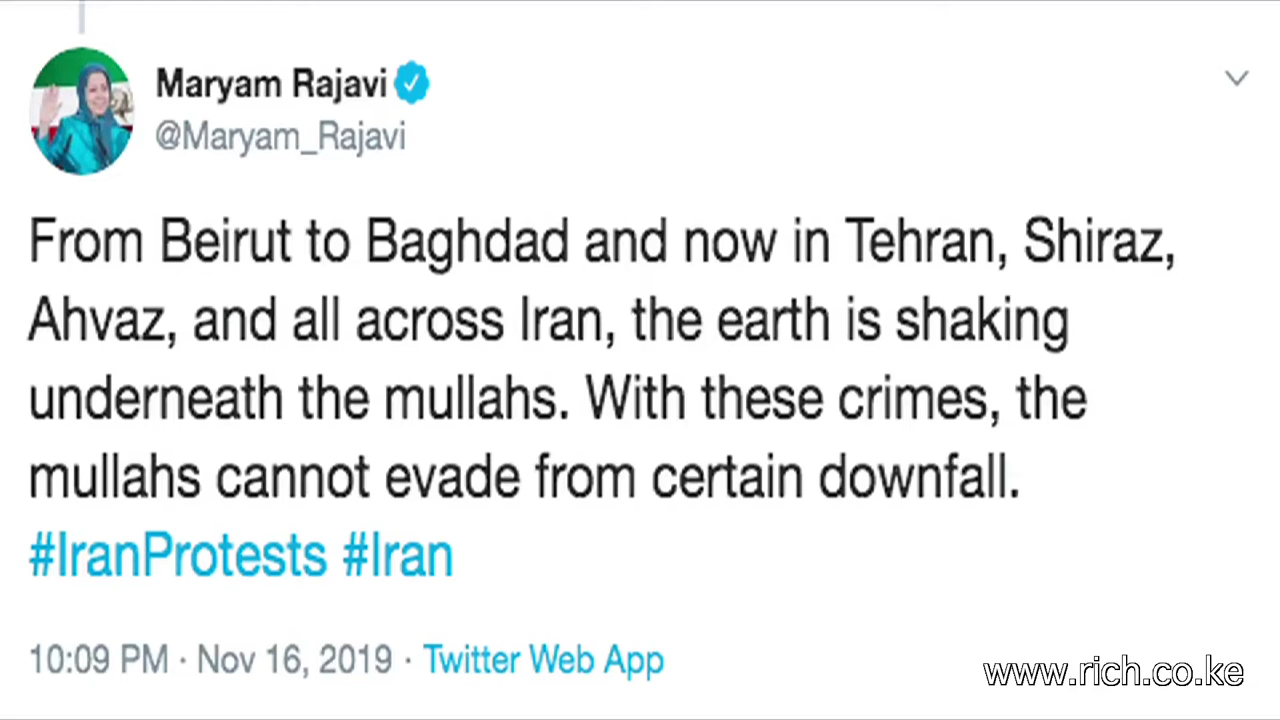 Maryam Rajavi
@Maryam_Rajavi
From Beirut to Baghdad and now in Tehran, Shiraz,
Ahvaz, and all across Iran, the earth is shaking
underneath the mullahs. With these crimes, the
mullahs cannot evade from certain downfall.
#IranProtests #Iran
10:09 PM · Nov 16, 2019 · Twitter Web App
www.rich.co.ke